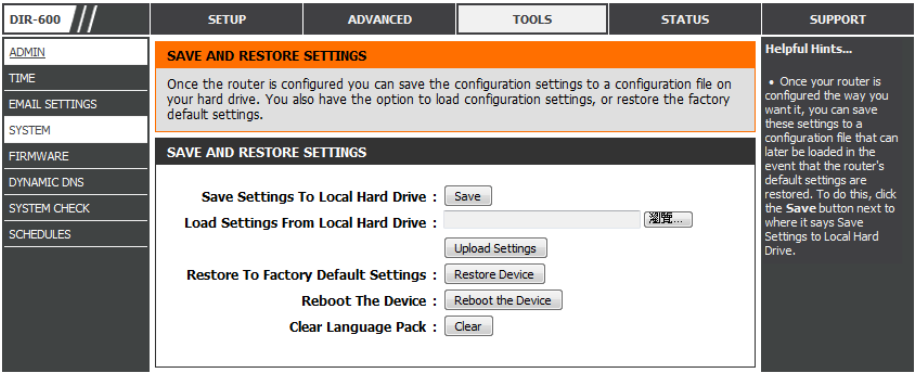 DIR-600
SETUP
ADVANCED
TOOLS
STATUS
SUPPORT
ADMIN
TIME
EMAIL SETTINGS
SYSTEM
FIRMWARE
DYNAMIC DNS
SYSTEM CHECK
SCHEDULES
SAVE AND RESTORE SETTINGS
Once the router is configured you can save the configuration settings to a configuration file on
your hard drive. You also have the option to load configuration settings, or restore the factory
default settings.
SAVE AND RESTORE SETTINGS
Save Settings To Local Hard Drive : Save
Load Settings From Local Hard Drive : 瀏覽...
Upload Settings
Restore To Factory Default Settings : Restore Device
Reboot The Device : Reboot the Device
Clear Language Pack : Clear
Helpful Hints...
• Once your router is
configured the way you
want it, you can save
these settings to a
configuration file that can
later be loaded in the
event that the router's
default settings are
restored. To do this, click
the Save button next to
where it says Save
Settings to Local Hard
Drive.